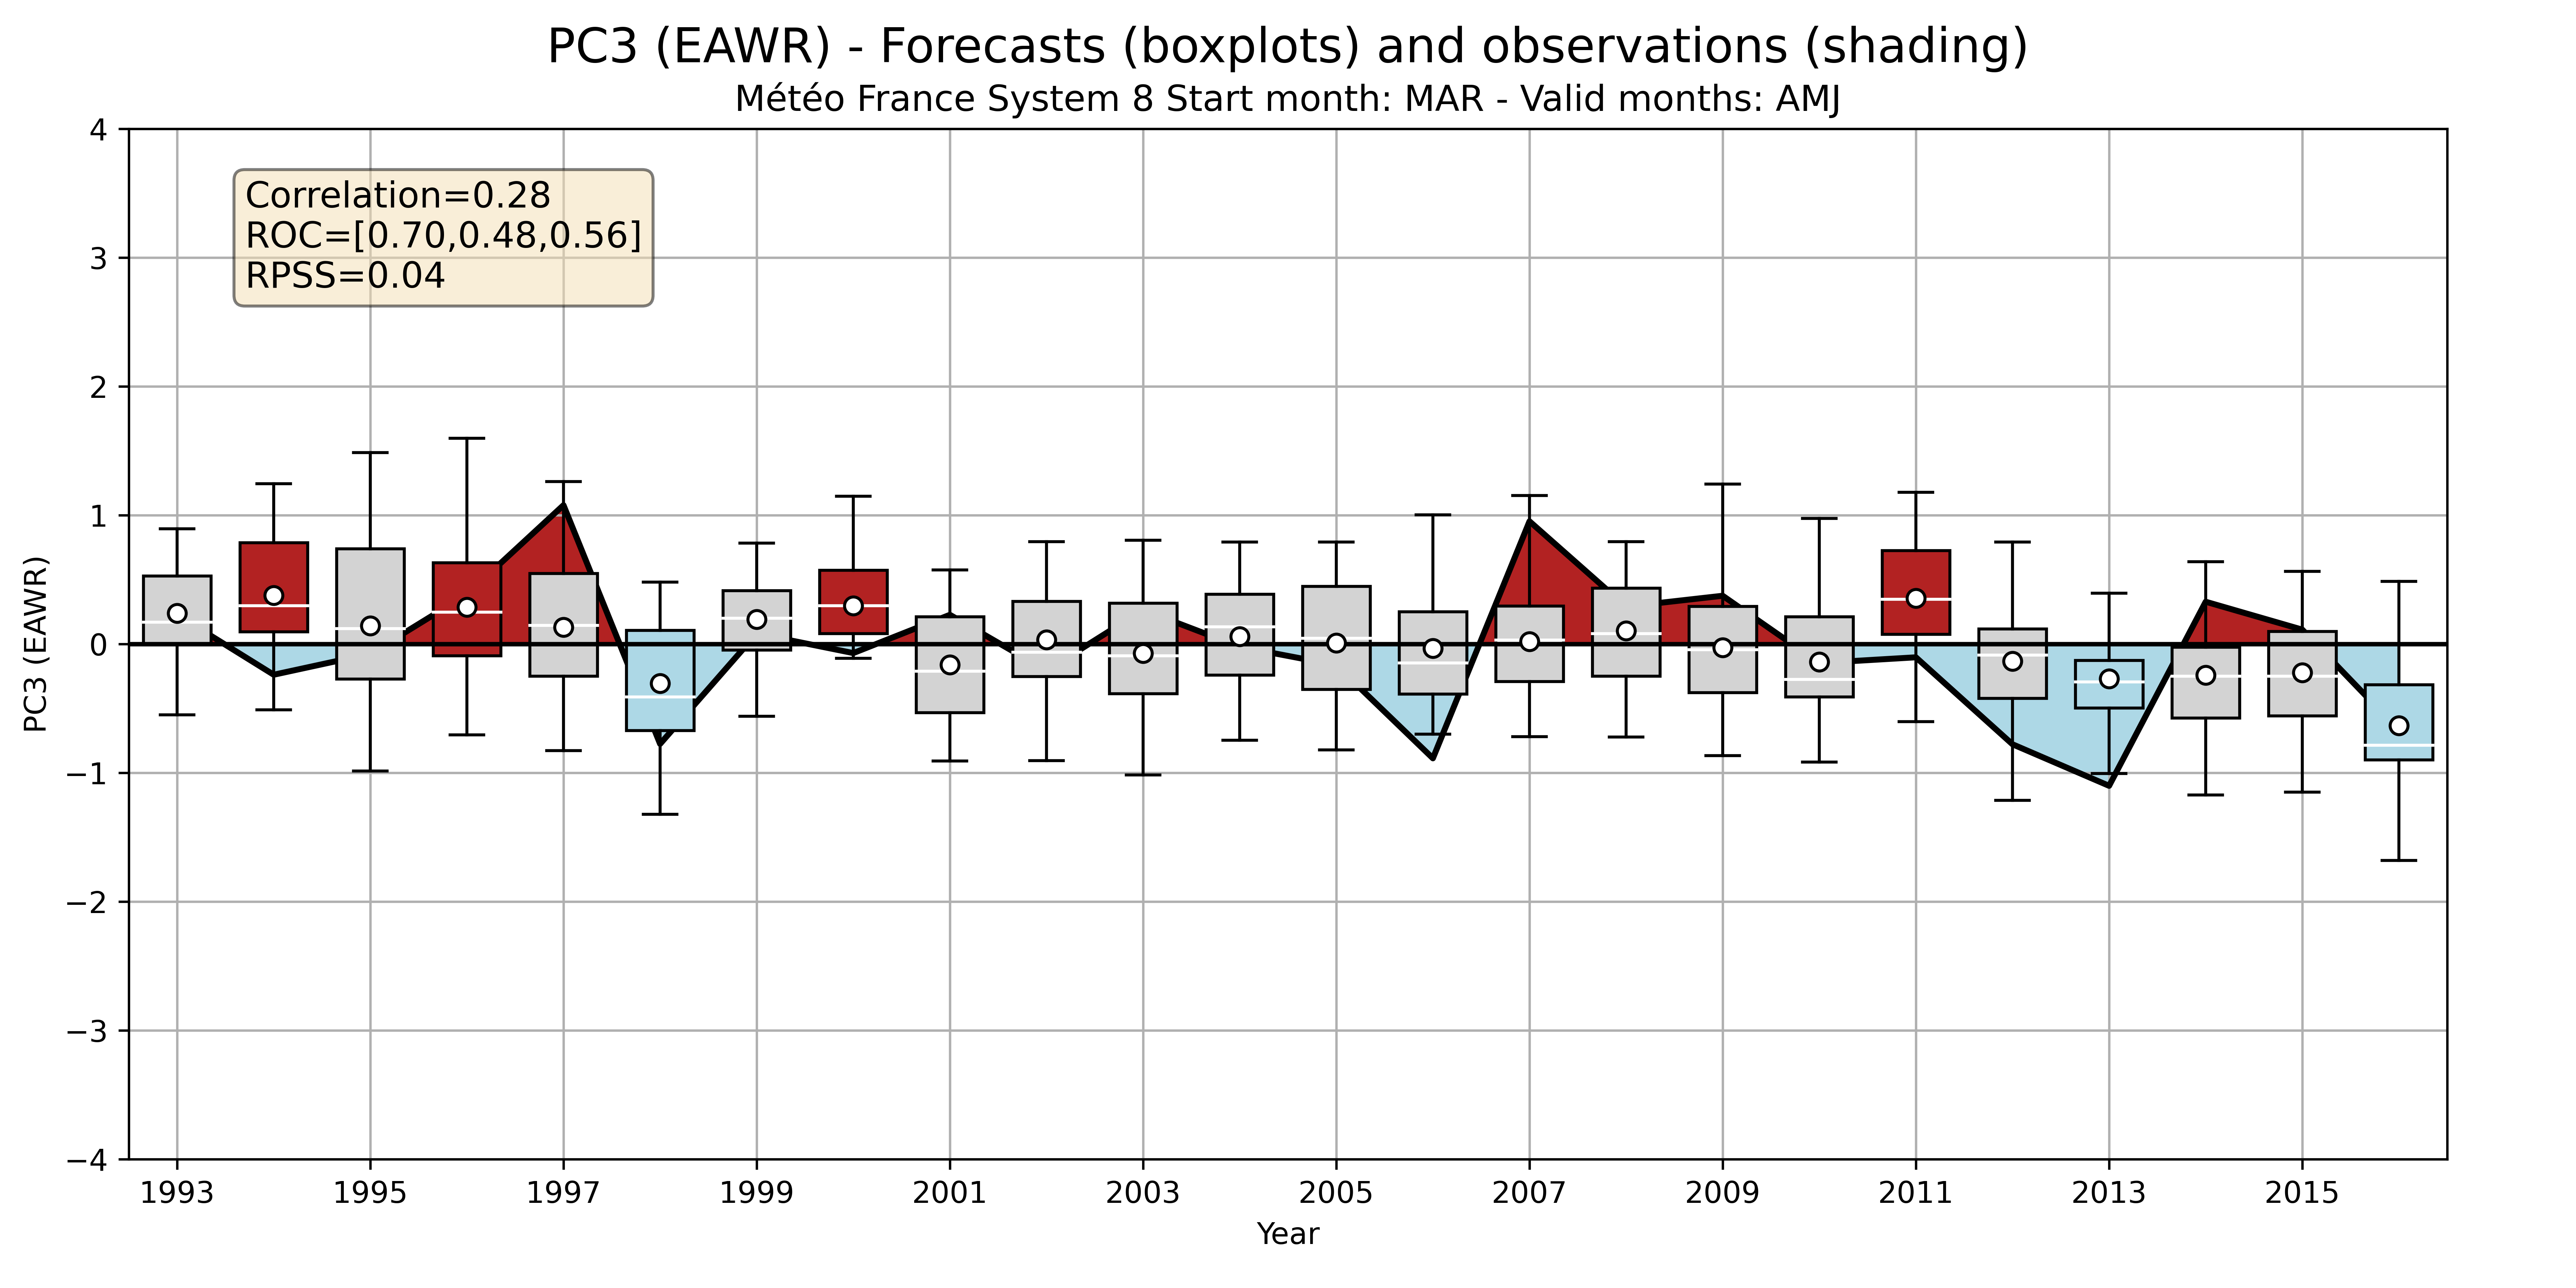 PC3 (EAWR) - Forecasts (boxplots) and observations (shading)
Météo France System 8 Start month: MAR - Valid months: AMJ
Correlation=0.28
ROC=[0.70,0.48,0.56]
RPSS=0.04
PC3 (EAWR)
4
3
2
1
0
−1
−2
−3
−4
1993 1995 1997 1999 2001 2003 2005 2007 2009 2011 2013 2015
Year